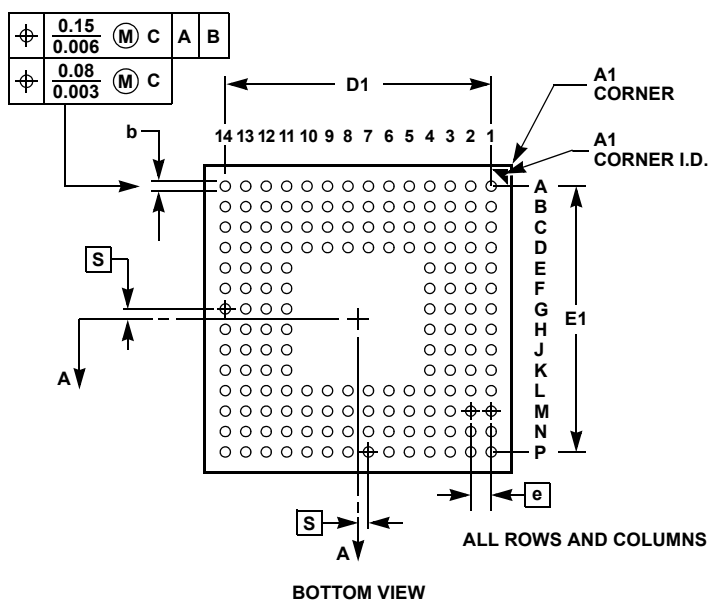 ⌖ 0.15 Ⓜ C A B
0.006
⌖ 0.08 Ⓜ C
0.003
D1
A1
CORNER
b
14 13 12 11 10 9 8 7 6 5 4 3 2 1
A1
CORNER I.D.
A
B
C
D
S
E
F
G
E1
H
J
A
K
L
M
N
P
e
S
ALL ROWS AND COLUMNS
A
BOTTOM VIEW